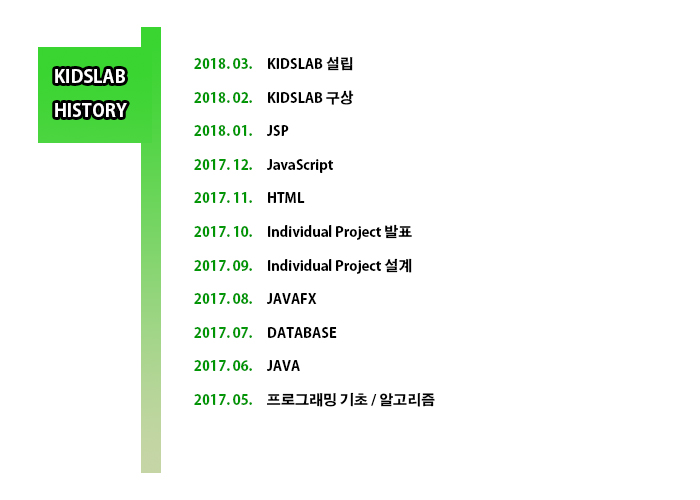 KIDSLAB
HISTORY
2018. 03. KIDSLAB 설립
2018. 02. KIDSLAB 구상
2018. 01. JSP
2017. 12. JavaScript
2017. 11. HTML
2017. 10. Individual Project 발표
2017. 09. Individual Project 설계
2017. 08. JAVAFX
2017. 07. DATABASE
2017. 06. JAVA
2017. 05. 프로그래밍 기초 / 알고리즘